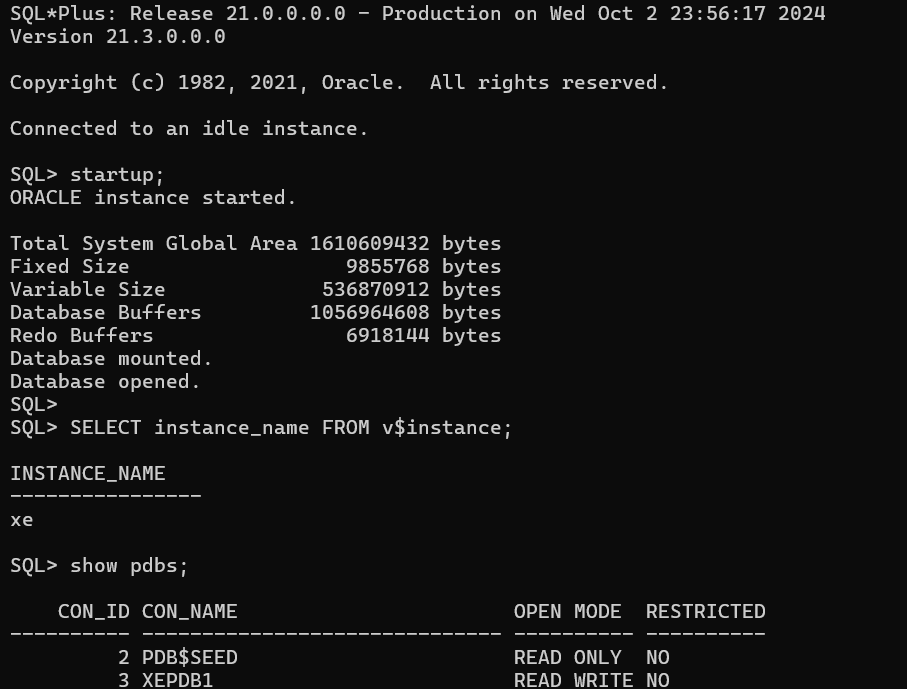 SQL*Plus: Release 21.0.0.0.0 - Production on Wed Oct 2 23:56:17 2024
Version 21.3.0.0.0

Copyright (c) 1982, 2021, Oracle.  All rights reserved.

Connected to an idle instance.

SQL> startup;
ORACLE instance started.

Total System Global Area 1610609432 bytes
Fixed Size                  9855768 bytes
Variable Size             536870912 bytes
Database Buffers         1056964608 bytes
Redo Buffers                6918144 bytes
Database mounted.
Database opened.
SQL>
SQL> SELECT instance_name FROM v$instance;

INSTANCE_NAME
----------------
xe

SQL> show pdbs;

    CON_ID CON_NAME                       OPEN MODE  RESTRICTED
---------- ------------------------------ ---------- ----------
         2 PDB$SEED                       READ ONLY  NO
         3 XEPDB1                         READ WRITE NO